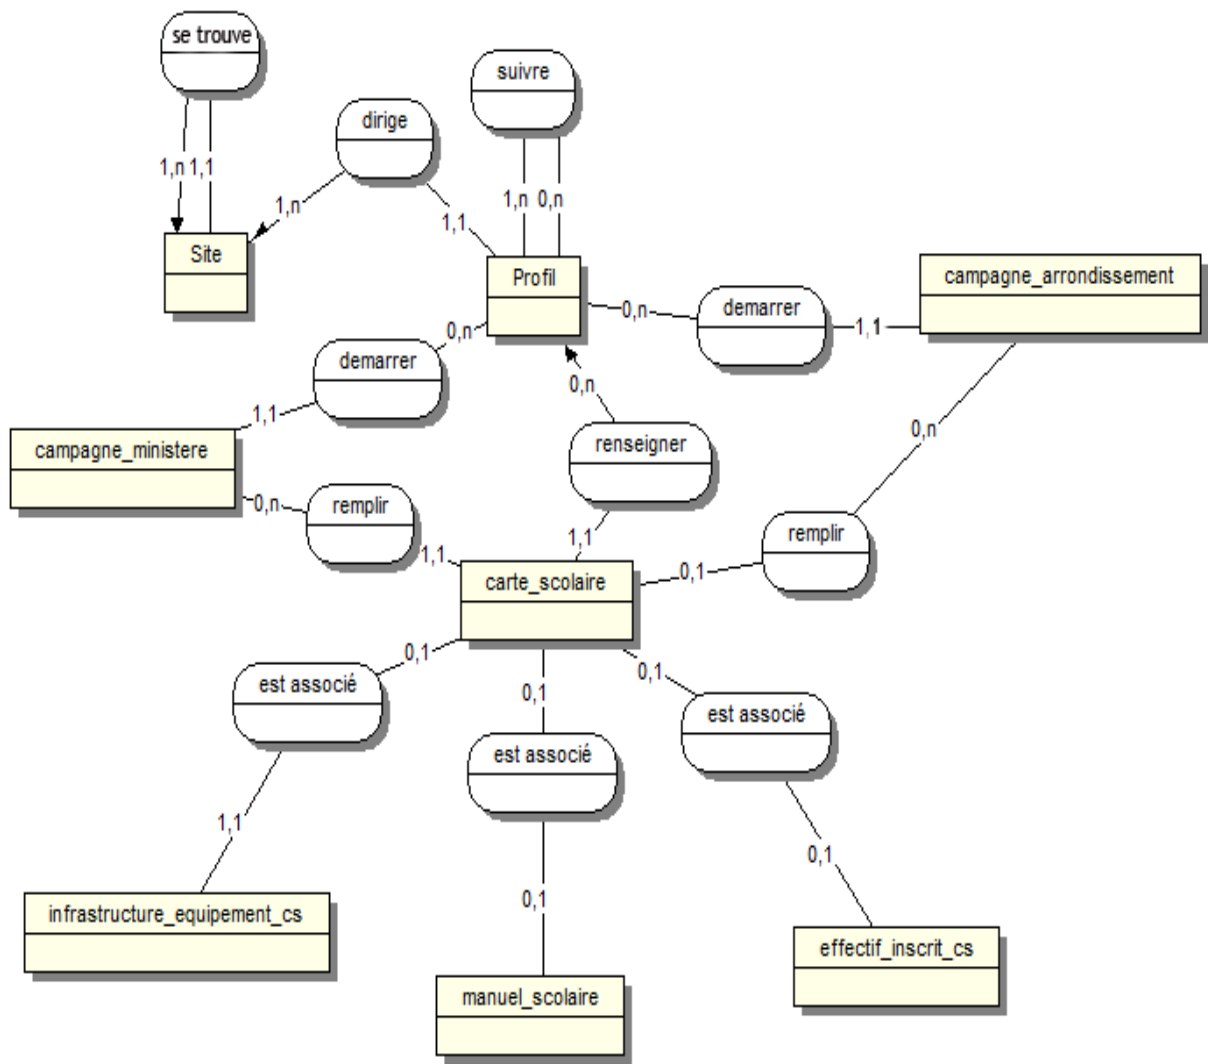 se trouve
suivre
dirige
1,n
1,1
1,n
1,1
1,n
0,n
Site
Profil
campagne_arrondissement
0,n
demarrer
1,1
0,n
demarrer
1,1
0,n
campagne_ministere
renseigner
0,n
0,n
remplir
remplir
1,1
1,1
0,1
carte_scolaire
0,1
0,1
0,1
est associé
est associé
est associé
1,1
0,1
0,1
infrastructure_equipement_cs
effectif_inscrit_cs
manuel_scolaire